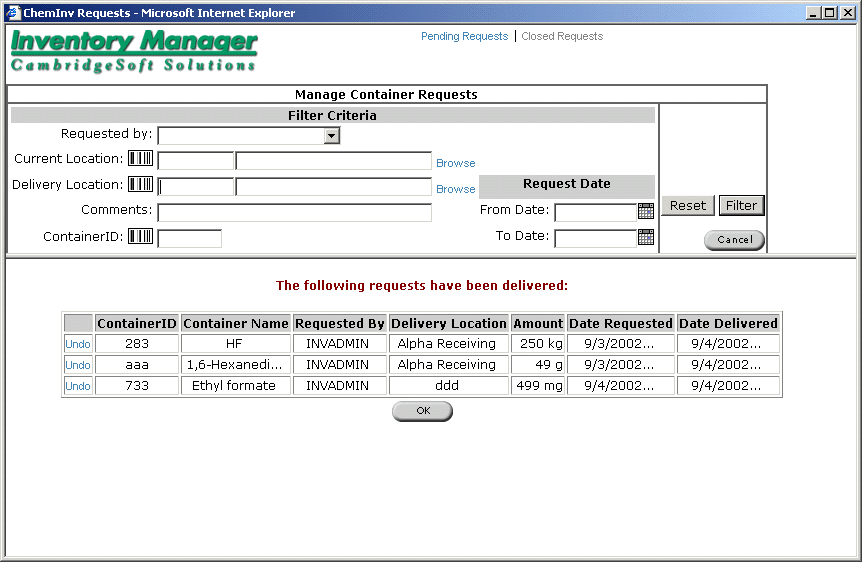 ChemInv Requests - Microsoft Internet Explorer
Inventory Manager
CambridgeSoft Solutions
Pending Requests | Closed Requests
Manage Container Requests
Filter Criteria
Requested by:
Current Location: Browse
Delivery Location: Browse Request Date
Comments: From Date: Reset Filter
ContainerID: To Date: Cancel
The following requests have been delivered:
ContainerID Container Name Requested By Delivery Location Amount Date Requested Date Delivered
Undo 283 HF INVADMIN Alpha Receiving 250 kg 9/3/2002... 9/4/2002...
Undo aaa 1,6-Hexanedi... INVADMIN Alpha Receiving 49 g 9/3/2002... 9/4/2002...
Undo 733 Ethyl formate INVADMIN ddd 499 mg 9/4/2002... 9/4/2002...
OK